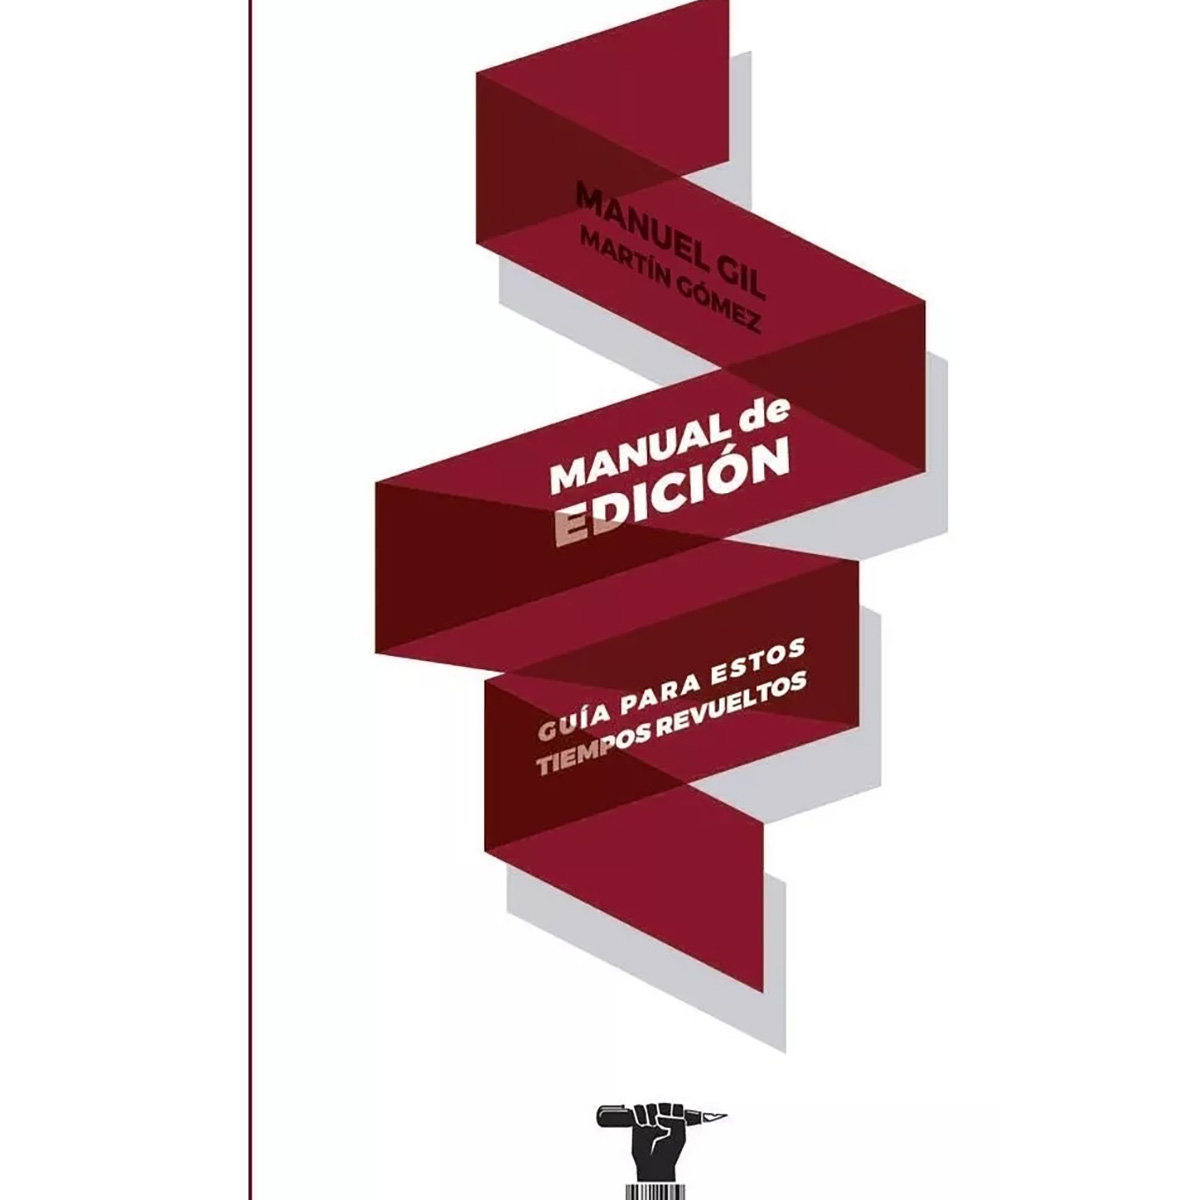 MANUEL GIL
MARTÍN GÓMEZ
MANUAL de
EDICIÓN
GUÍA PARA ESTOS
TIEMPOS REVUELTOS